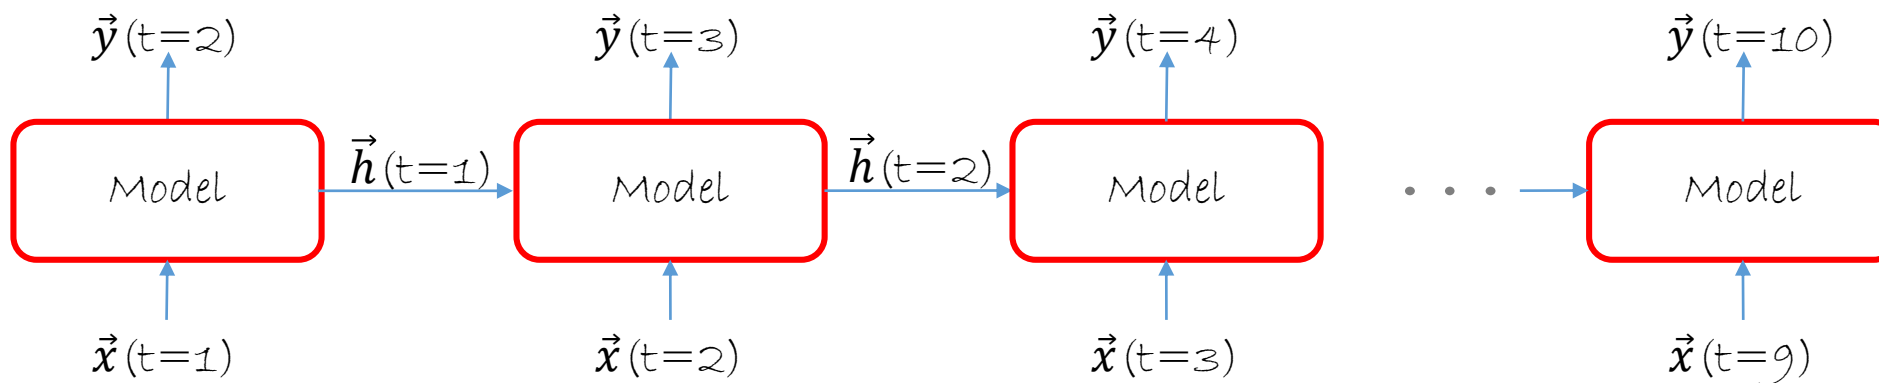 y⃗(t=2) y⃗(t=3) y⃗(t=4) y⃗(t=10)
h⃗(t=1) h⃗(t=2)
Model Model Model . . . Model
x⃗(t=1) x⃗(t=2) x⃗(t=3) x⃗(t=9)